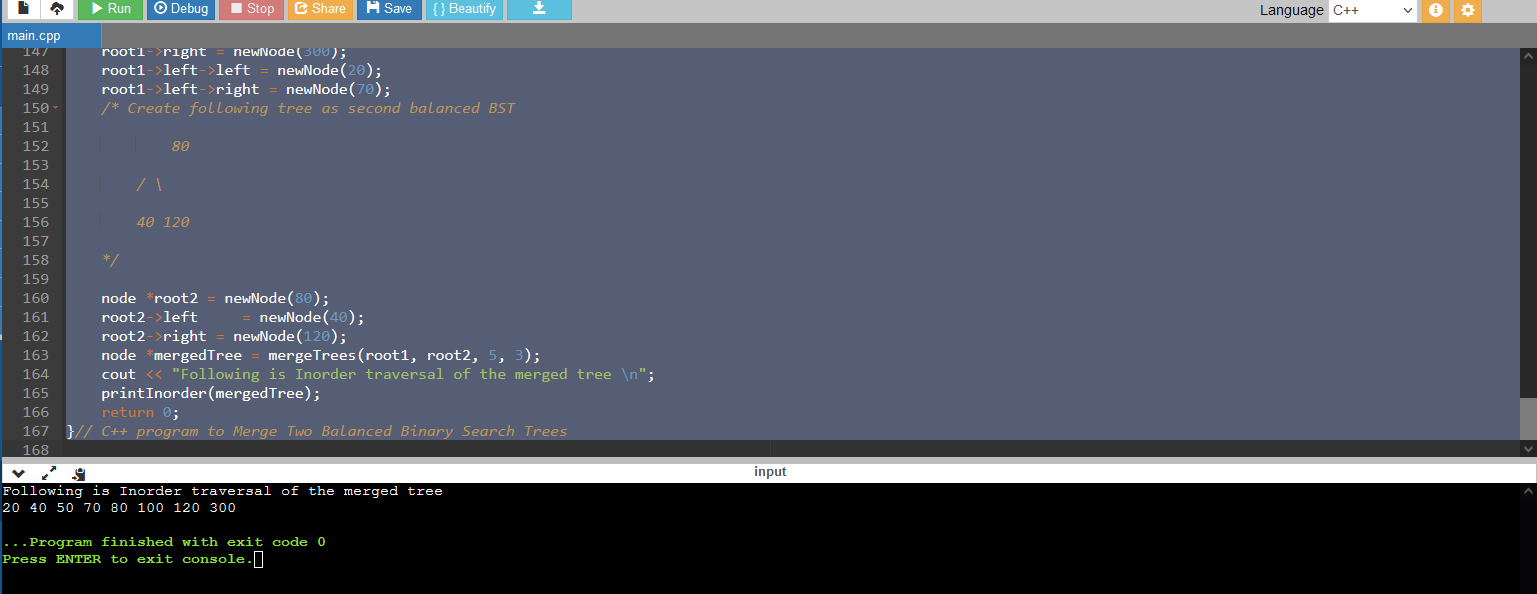 Run Debug Stop Share Save { } Beautify Language C++
main.cpp
147 root1->right = newNode(300);
148 root1->left->left = newNode(20);
149 root1->left->right = newNode(70);
150 /* Create following tree as second balanced BST
151
152 80
153
154 / \
155
156 40 120
157
158 */
159
160 node *root2 = newNode(80);
161 root2->left     = newNode(40);
162 root2->right = newNode(120);
163 node *mergedTree = mergeTrees(root1, root2, 5, 3);
164 cout << "Following is Inorder traversal of the merged tree \n";
165 printInorder(mergedTree);
166 return 0;
167 }// C++ program to Merge Two Balanced Binary Search Trees
168
input
Following is Inorder traversal of the merged tree
20 40 50 70 80 100 120 300
...Program finished with exit code 0
Press ENTER to exit console.